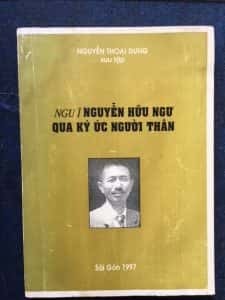 NGUYỄN THOẠI DUNG
SƯU TẬP
NGU Í NGUYỄN HỮU NGƯ
QUA KÝ ỨC NGƯỜI THÂN
Sài Gòn 1997